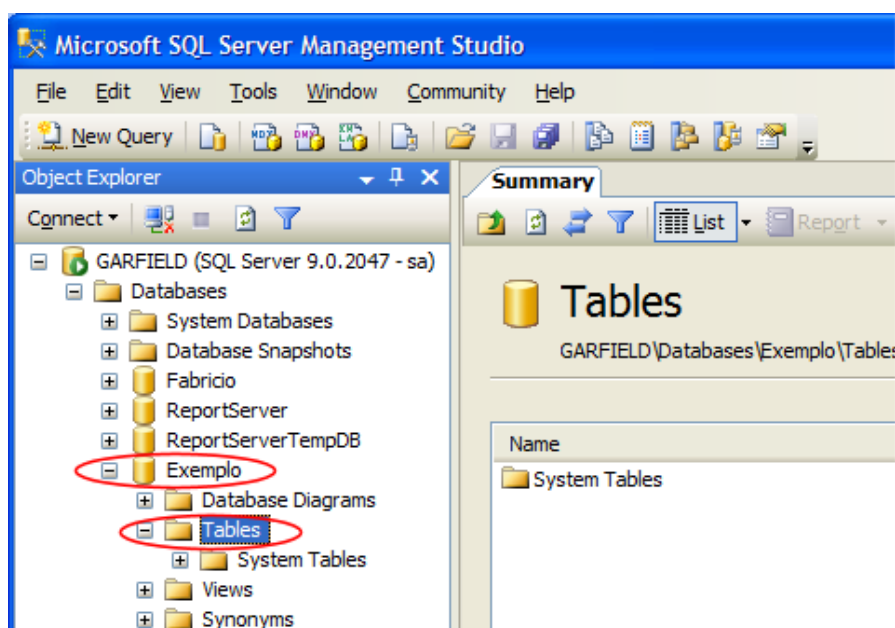 Microsoft SQL Server Management Studio
File Edit View Tools Window Community Help
New Query
Object Explorer
Connect
GARFIELD (SQL Server 9.0.2047 - sa)
Databases
System Databases
Database Snapshots
Fabricio
ReportServer
ReportServerTempDB
Exemplo
Database Diagrams
Tables
System Tables
Views
Synonyms
Summary
List Report
Tables
GARFIELD\Databases\Exemplo\Tables
Name
System Tables